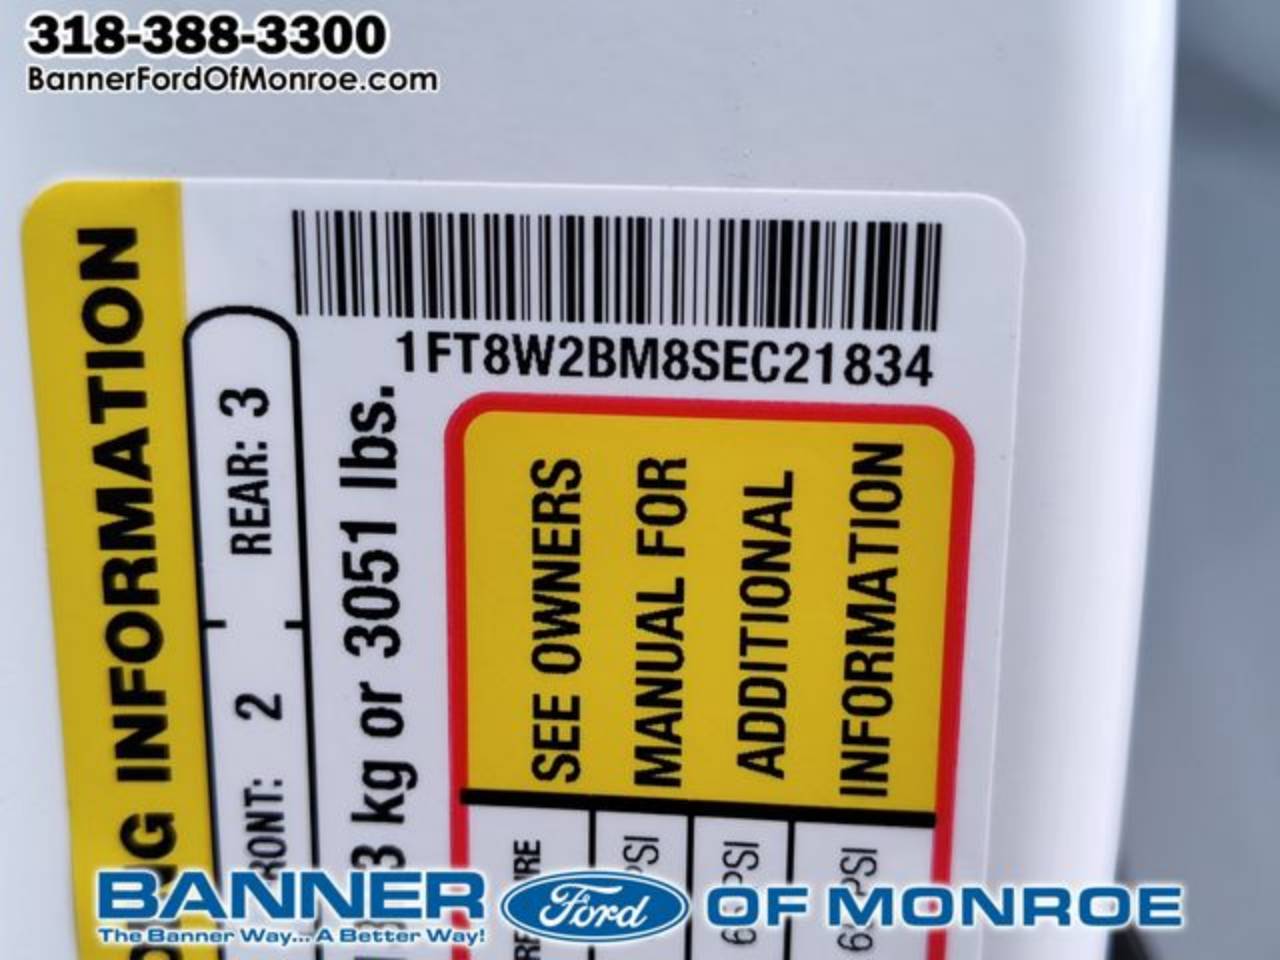 318-388-3300
BannerFordOfMonroe.com
1FT8W2BM8SEC21834
INFORMATION
REAR: 3
2
kg or 3051 lbs.
SEE OWNERS
MANUAL FOR
ADDITIONAL
INFORMATION
PSI
PSI
PSI
BANNER Ford OF MONROE
The Banner Way... A Better Way!